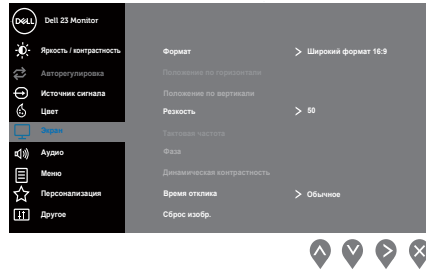 DELL Dell 23 Monitor
Яркость / контрастность Формат Широкий формат 16:9
Авторегулировка Положение по горизонтали
Источник сигнала Положение по вертикали
Цвет Резкость 50
Экран Тактовая частота
Аудио Фаза
Меню Динамическая контрастность
Персонализация Время отклика Обычное
Другое Сброс изобр.